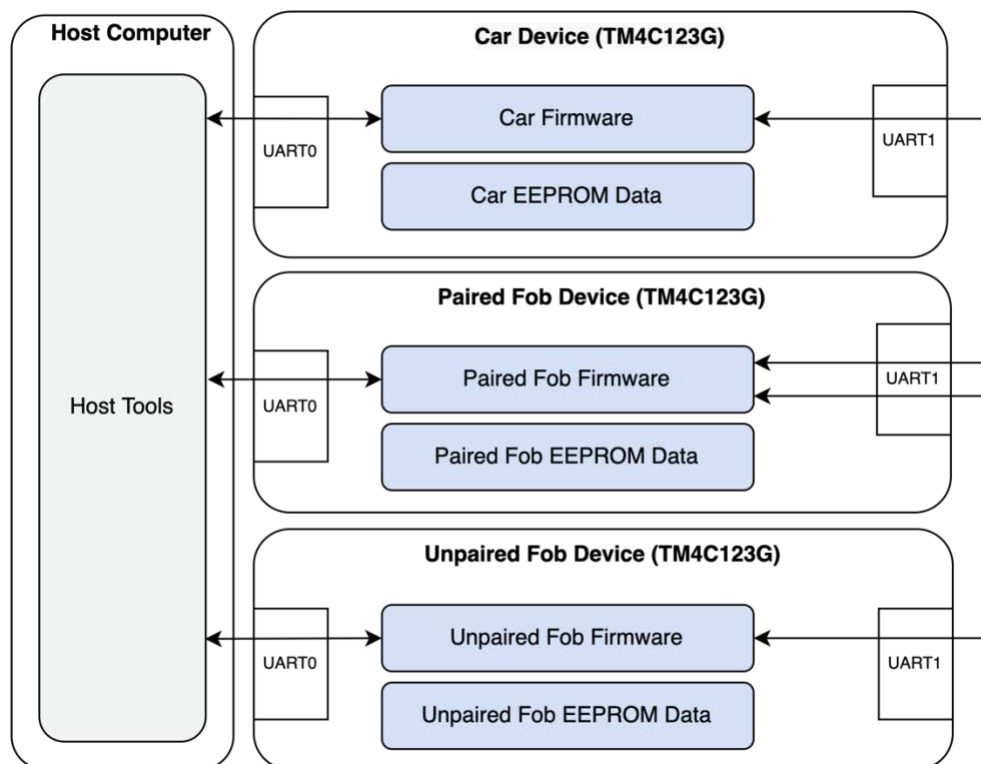 Host Computer
Host Tools
Car Device (TM4C123G)
UART0
Car Firmware
Car EEPROM Data
UART1
Paired Fob Device (TM4C123G)
UART0
Paired Fob Firmware
Paired Fob EEPROM Data
UART1
Unpaired Fob Device (TM4C123G)
UART0
Unpaired Fob Firmware
Unpaired Fob EEPROM Data
UART1